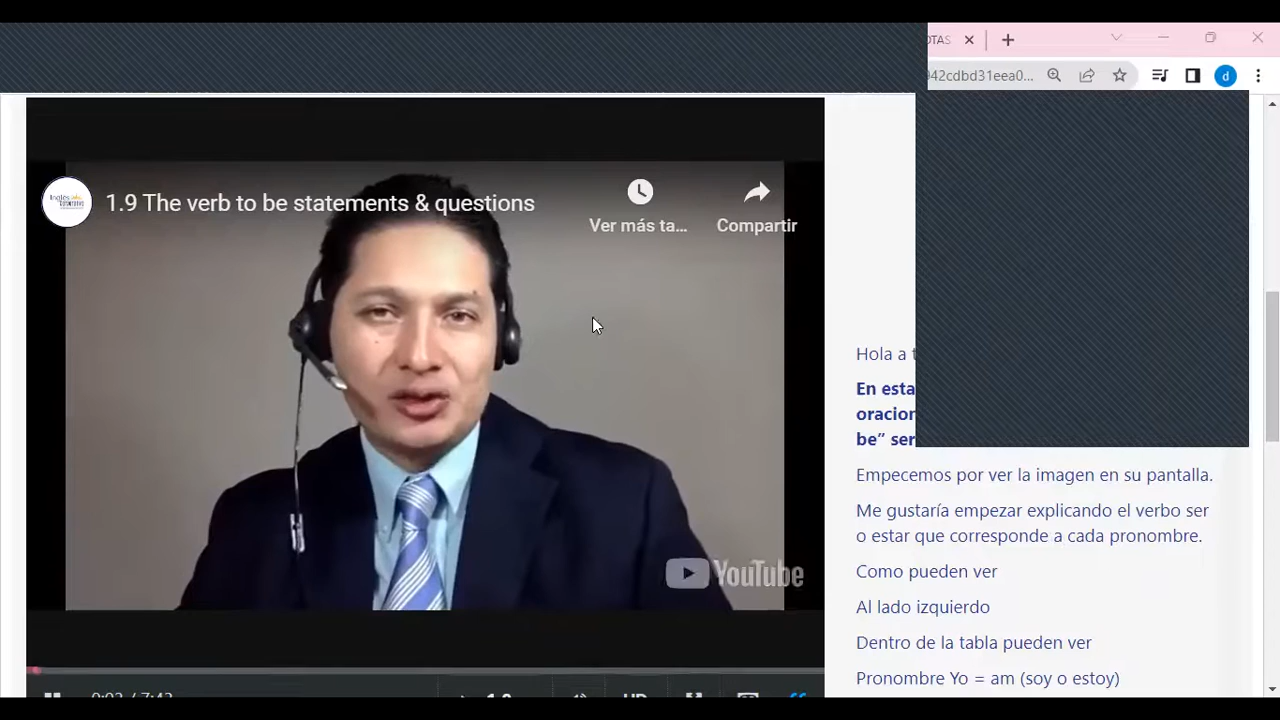 OTAS
942cdbd31eea0...
d
1.9 The verb to be statements & questions
Ver más ta...
Compartir
YouTube
Hola a
En esta
oracion
be” ser
Empecemos por ver la imagen en su pantalla.
Me gustaría empezar explicando el verbo ser
o estar que corresponde a cada pronombre.
Como pueden ver
Al lado izquierdo
Dentro de la tabla pueden ver
Pronombre Yo = am (soy o estoy)